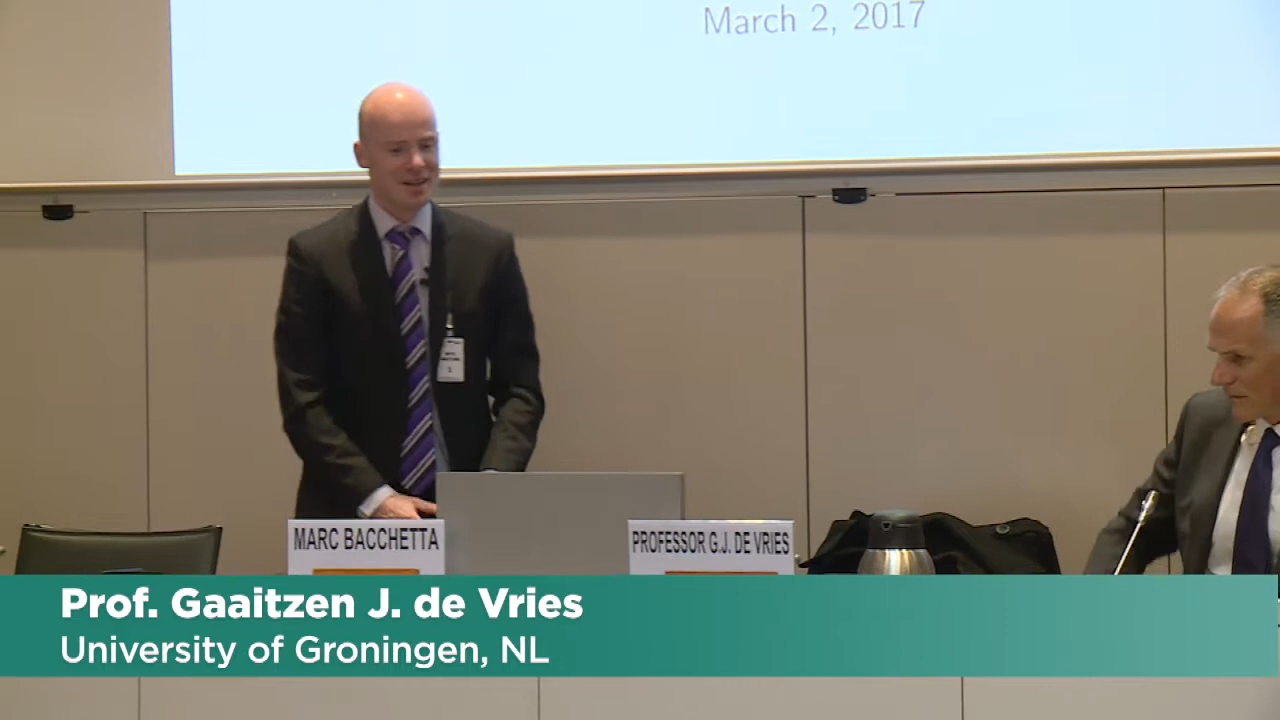 March 2, 2017
MARC BACCHETTA
PROFESSOR G.J. DE VRIES
Prof. Gaaitzen J. de Vries
University of Groningen, NL